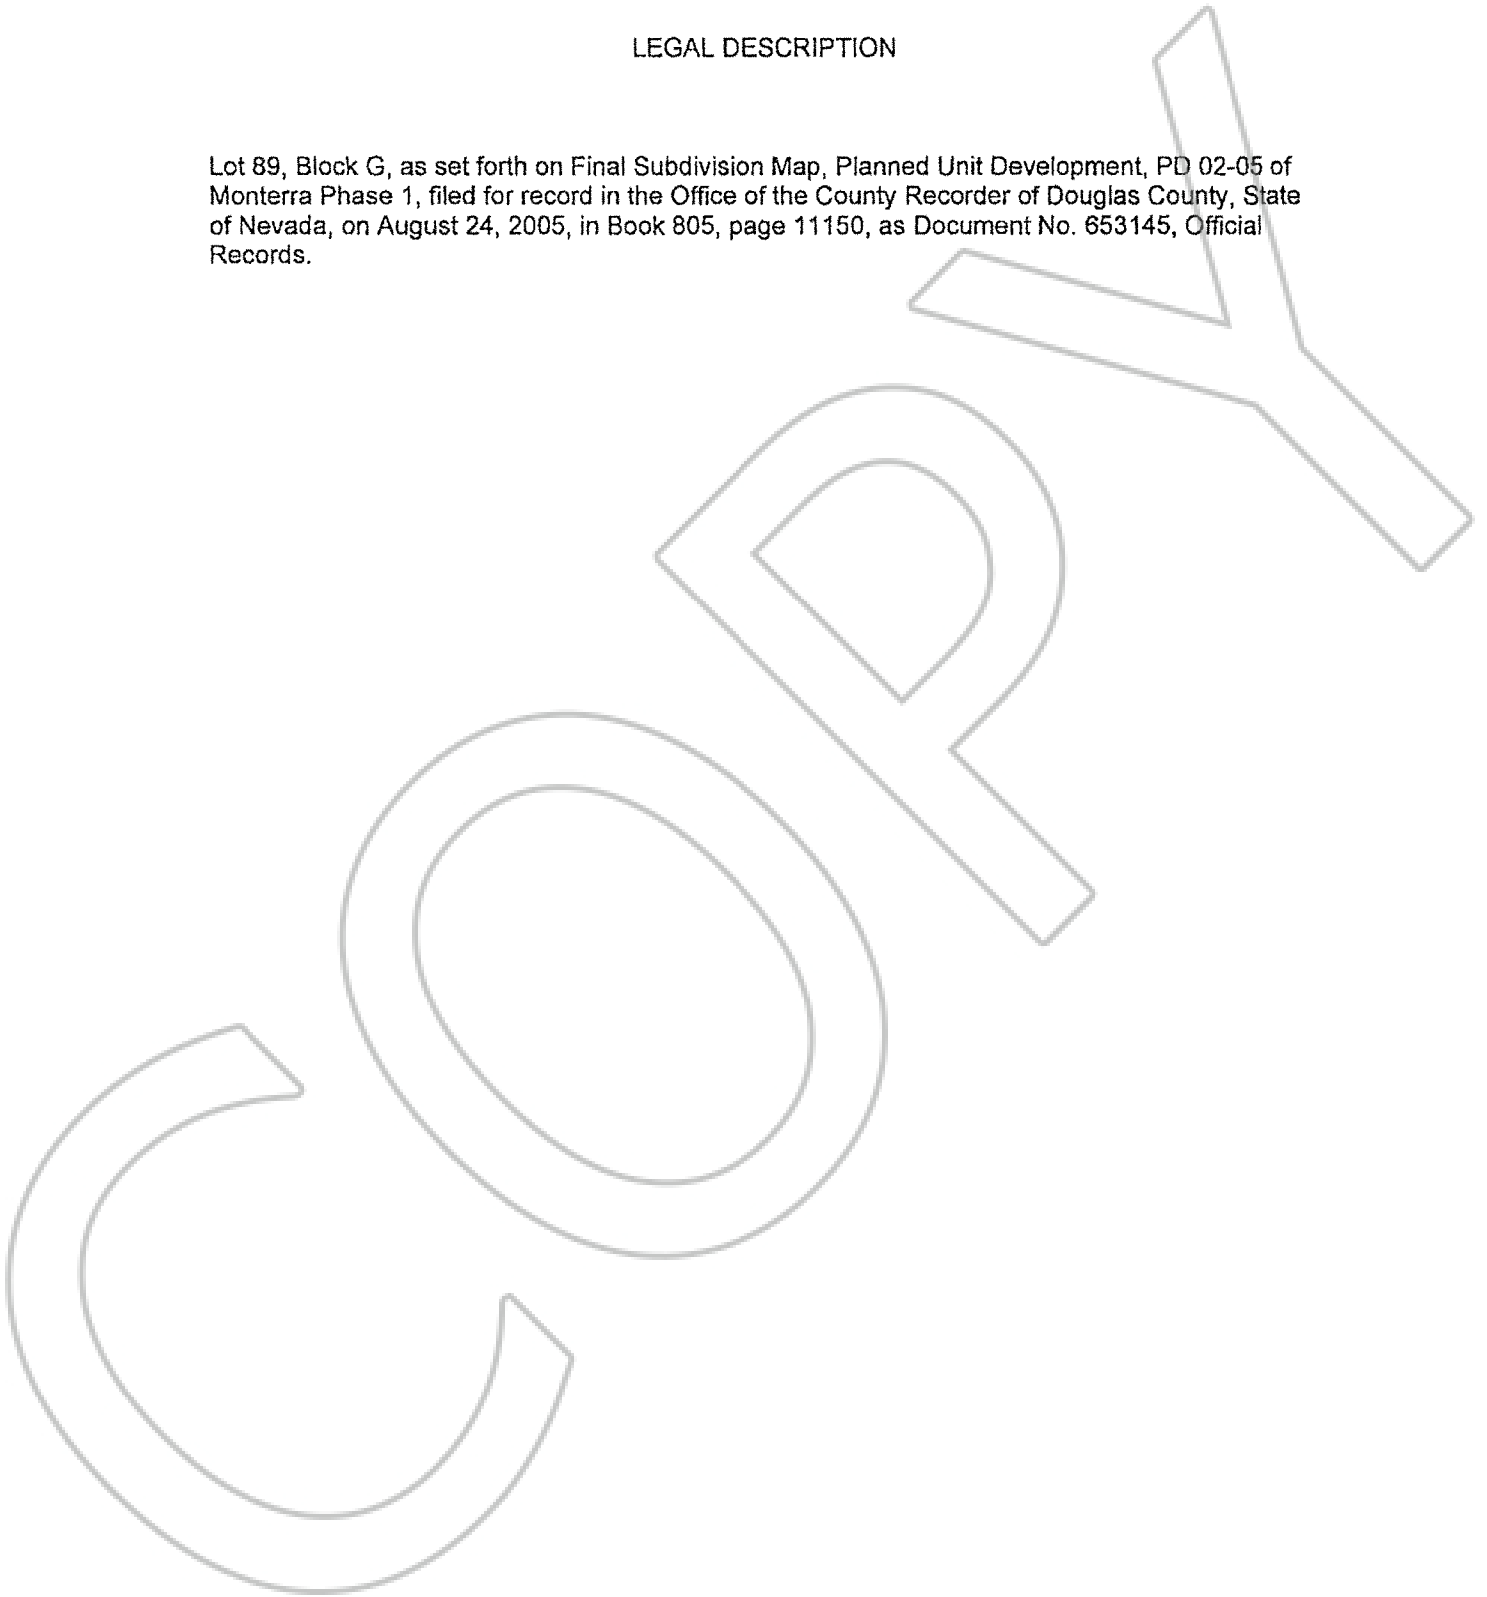 LEGAL DESCRIPTION
Lot 89, Block G, as set forth on Final Subdivision Map, Planned Unit Development, PD 02-05 of
Monterra Phase 1, filed for record in the Office of the County Recorder of Douglas County, State
of Nevada, on August 24, 2005, in Book 805, page 11150, as Document No. 653145, Official
Records.
COPY